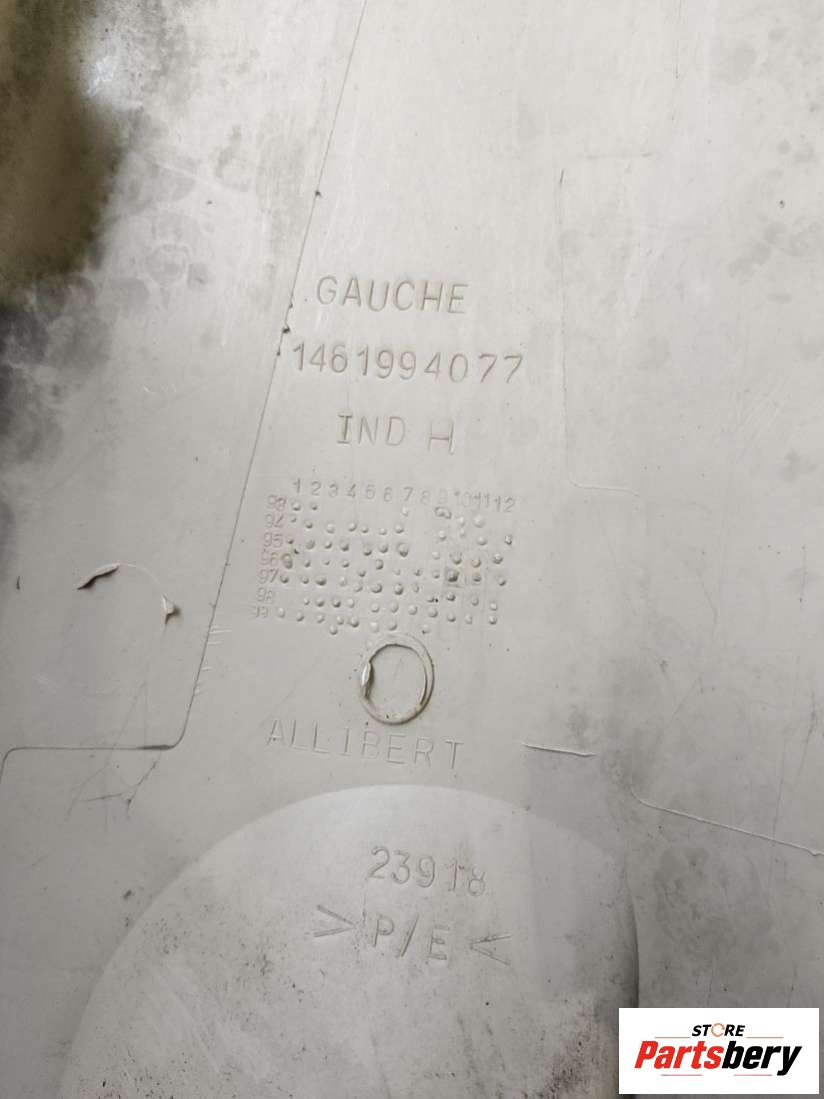 GAUCHE
1461994077
IND H
1 2 3 4 5 6 7 8 9 10 11 12
93
94
95
96
97
98
99
ALLIBERT
23918
>P/E<
STORE
Partsbery